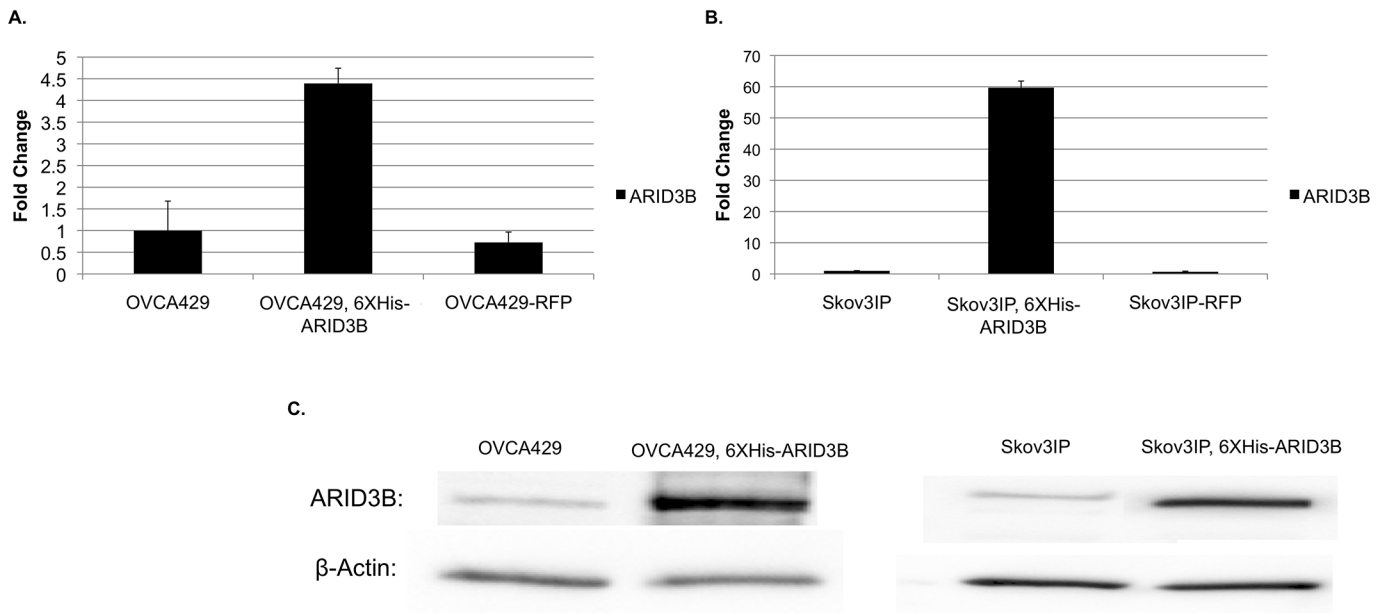 A.
5
4.5
4
3.5
3
2.5
2
1.5
1
0.5
0
Fold Change
OVCA429
OVCA429, 6XHis-
ARID3B
OVCA429-RFP
ARID3B
B.
70
60
50
40
30
20
10
0
Fold Change
Skov3IP
Skov3IP, 6XHis-
ARID3B
Skov3IP-RFP
ARID3B
C.
OVCA429
OVCA429, 6XHis-ARID3B
Skov3IP
Skov3IP, 6XHis-ARID3B
ARID3B:
β-Actin: